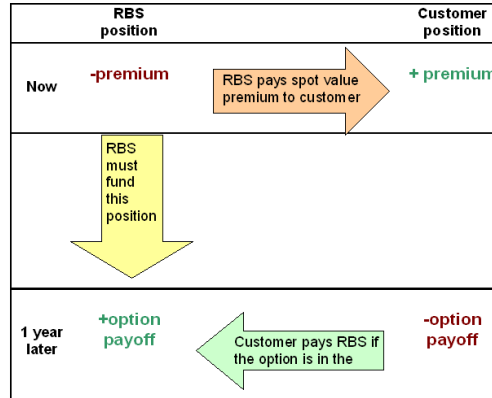 RBS
position
Customer
position
Now
-premium
RBS pays spot value
premium to customer
+ premium
RBS
must
fund
this
position
1 year
later
+option
payoff
Customer pays RBS if
the option is in the
-option
payoff